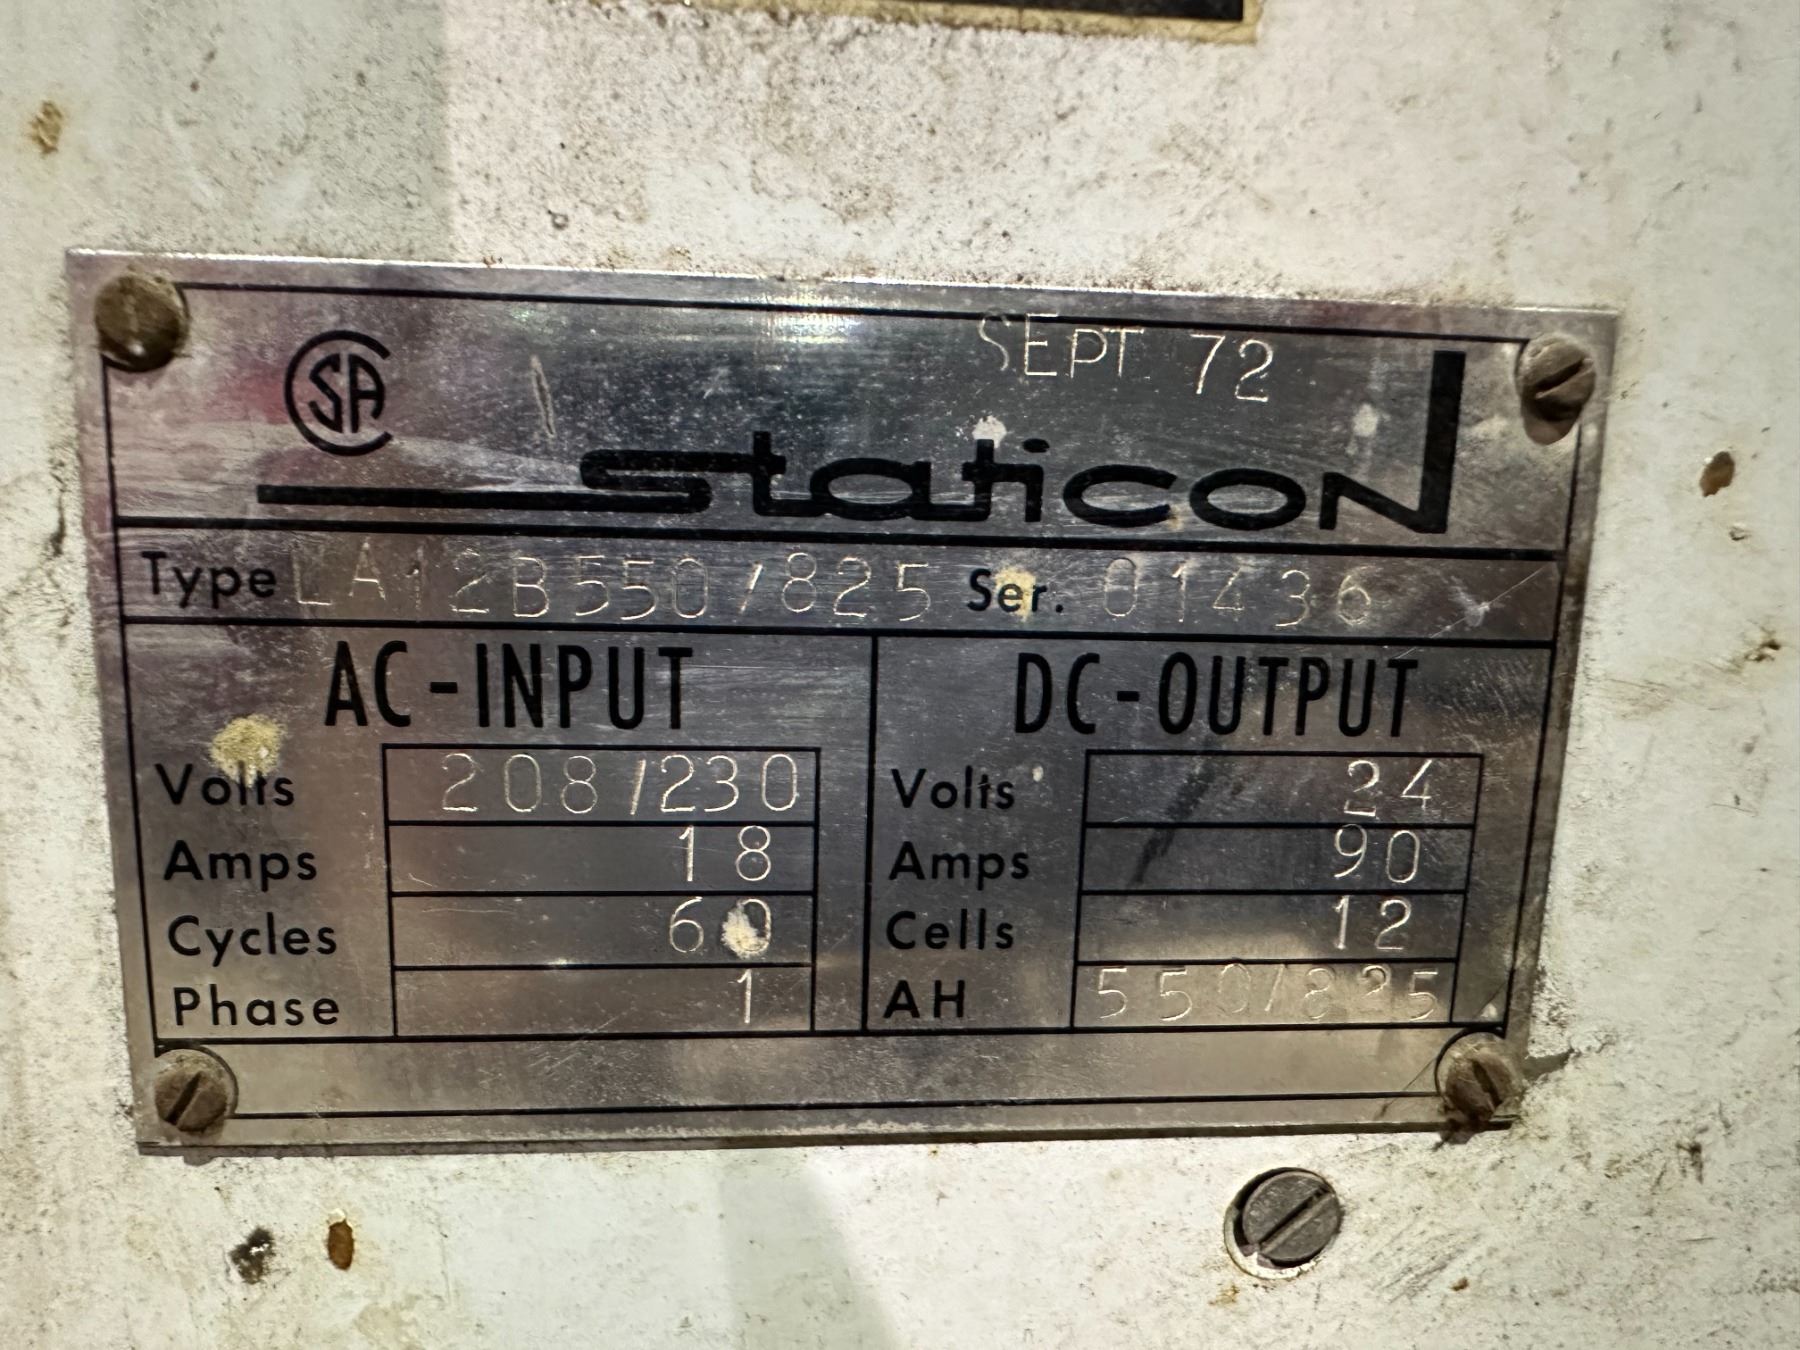 SEPT 72
CSA
staticon
Type LA12B550/825 Ser. 01436
AC-INPUT
Volts 208/230
Amps 18
Cycles 60
Phase 1
DC-OUTPUT
Volts 24
Amps 90
Cells 12
AH 550/825